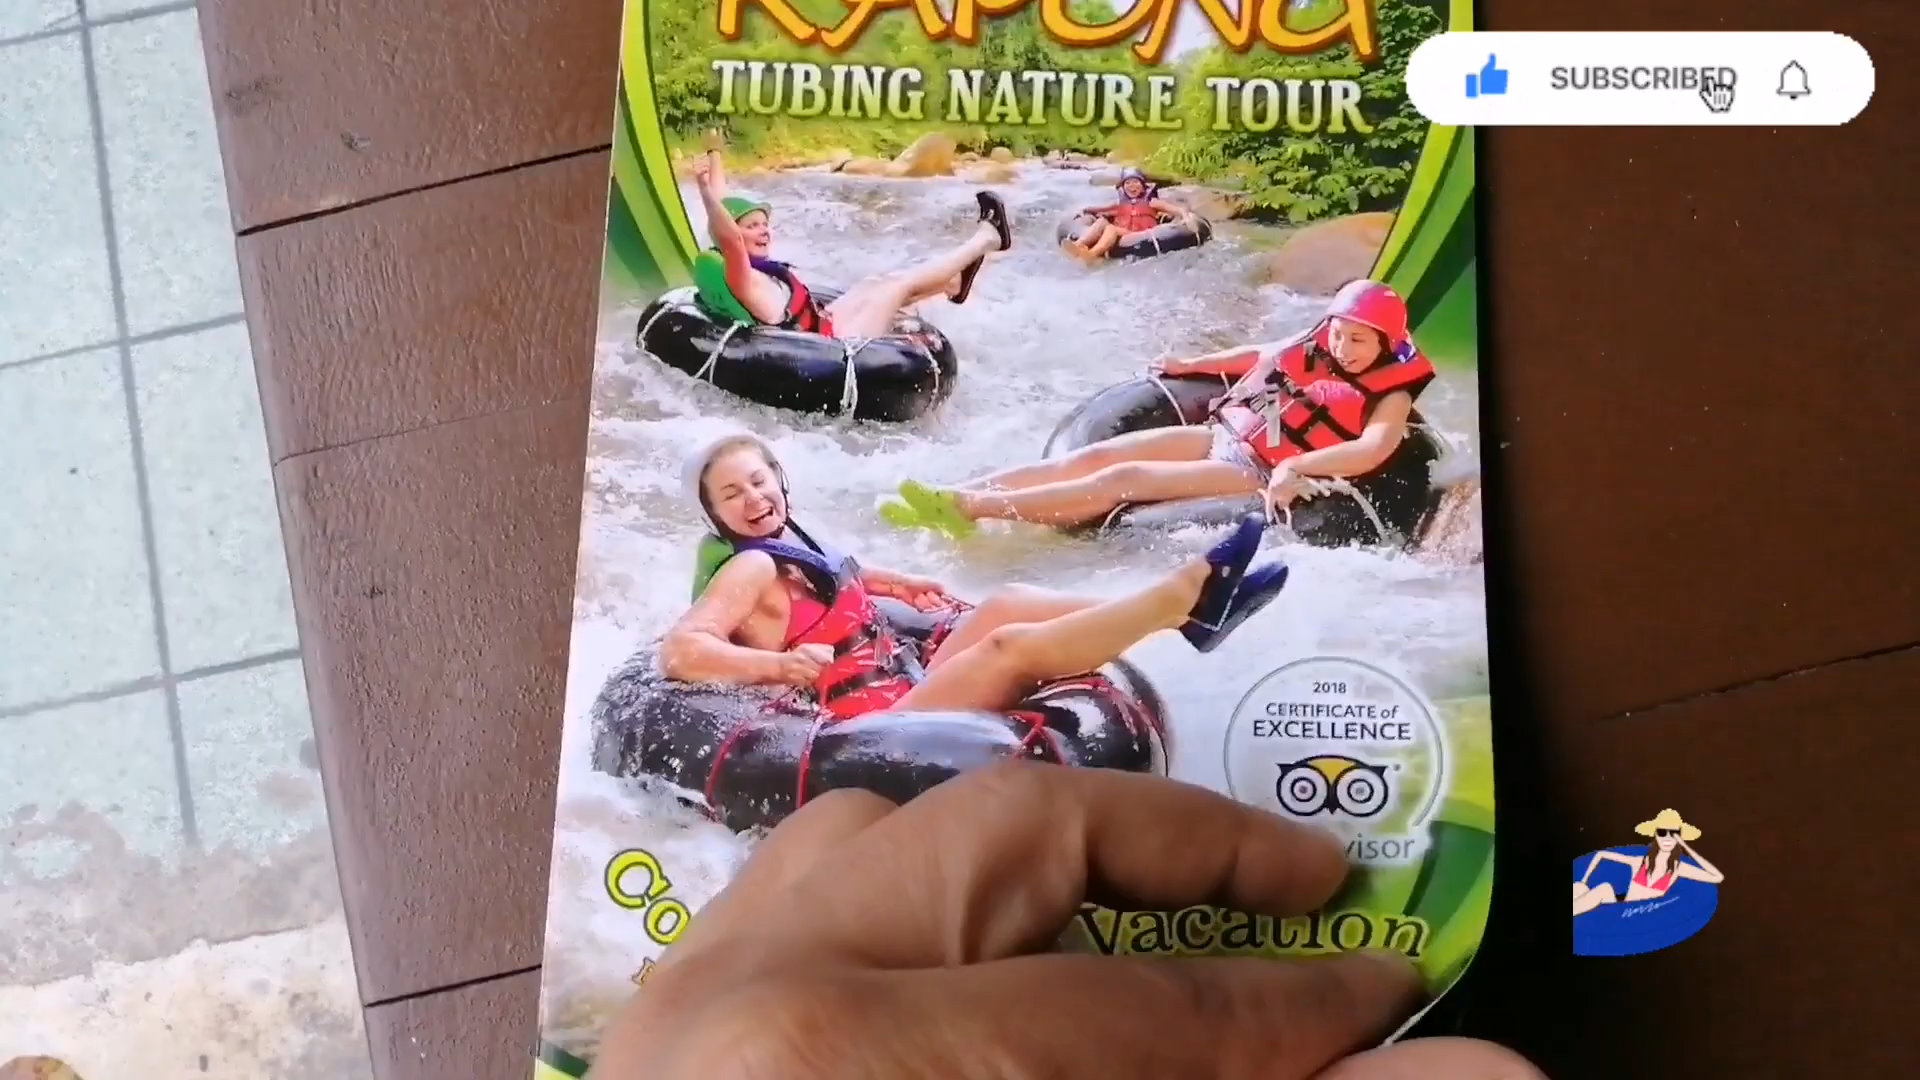 TUBING NATURE TOUR
SUBSCRIBED
2018
CERTIFICATE of
EXCELLENCE
Vacation